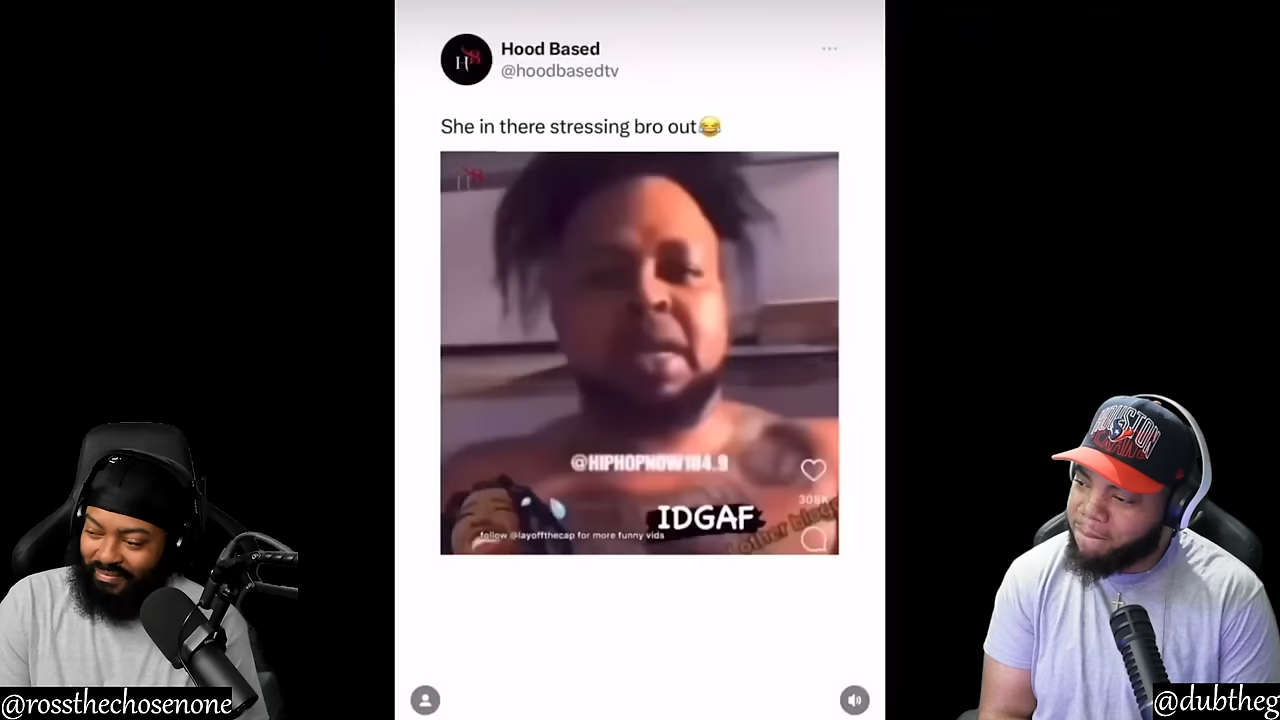 Hood Based
@hoodbasedtv
She in there stressing bro out😂
@HIPHOPNOW104.9
308K
IDGAF
follow @layoffthecap for more funny vids
@rossthechosenone
@dubtheg